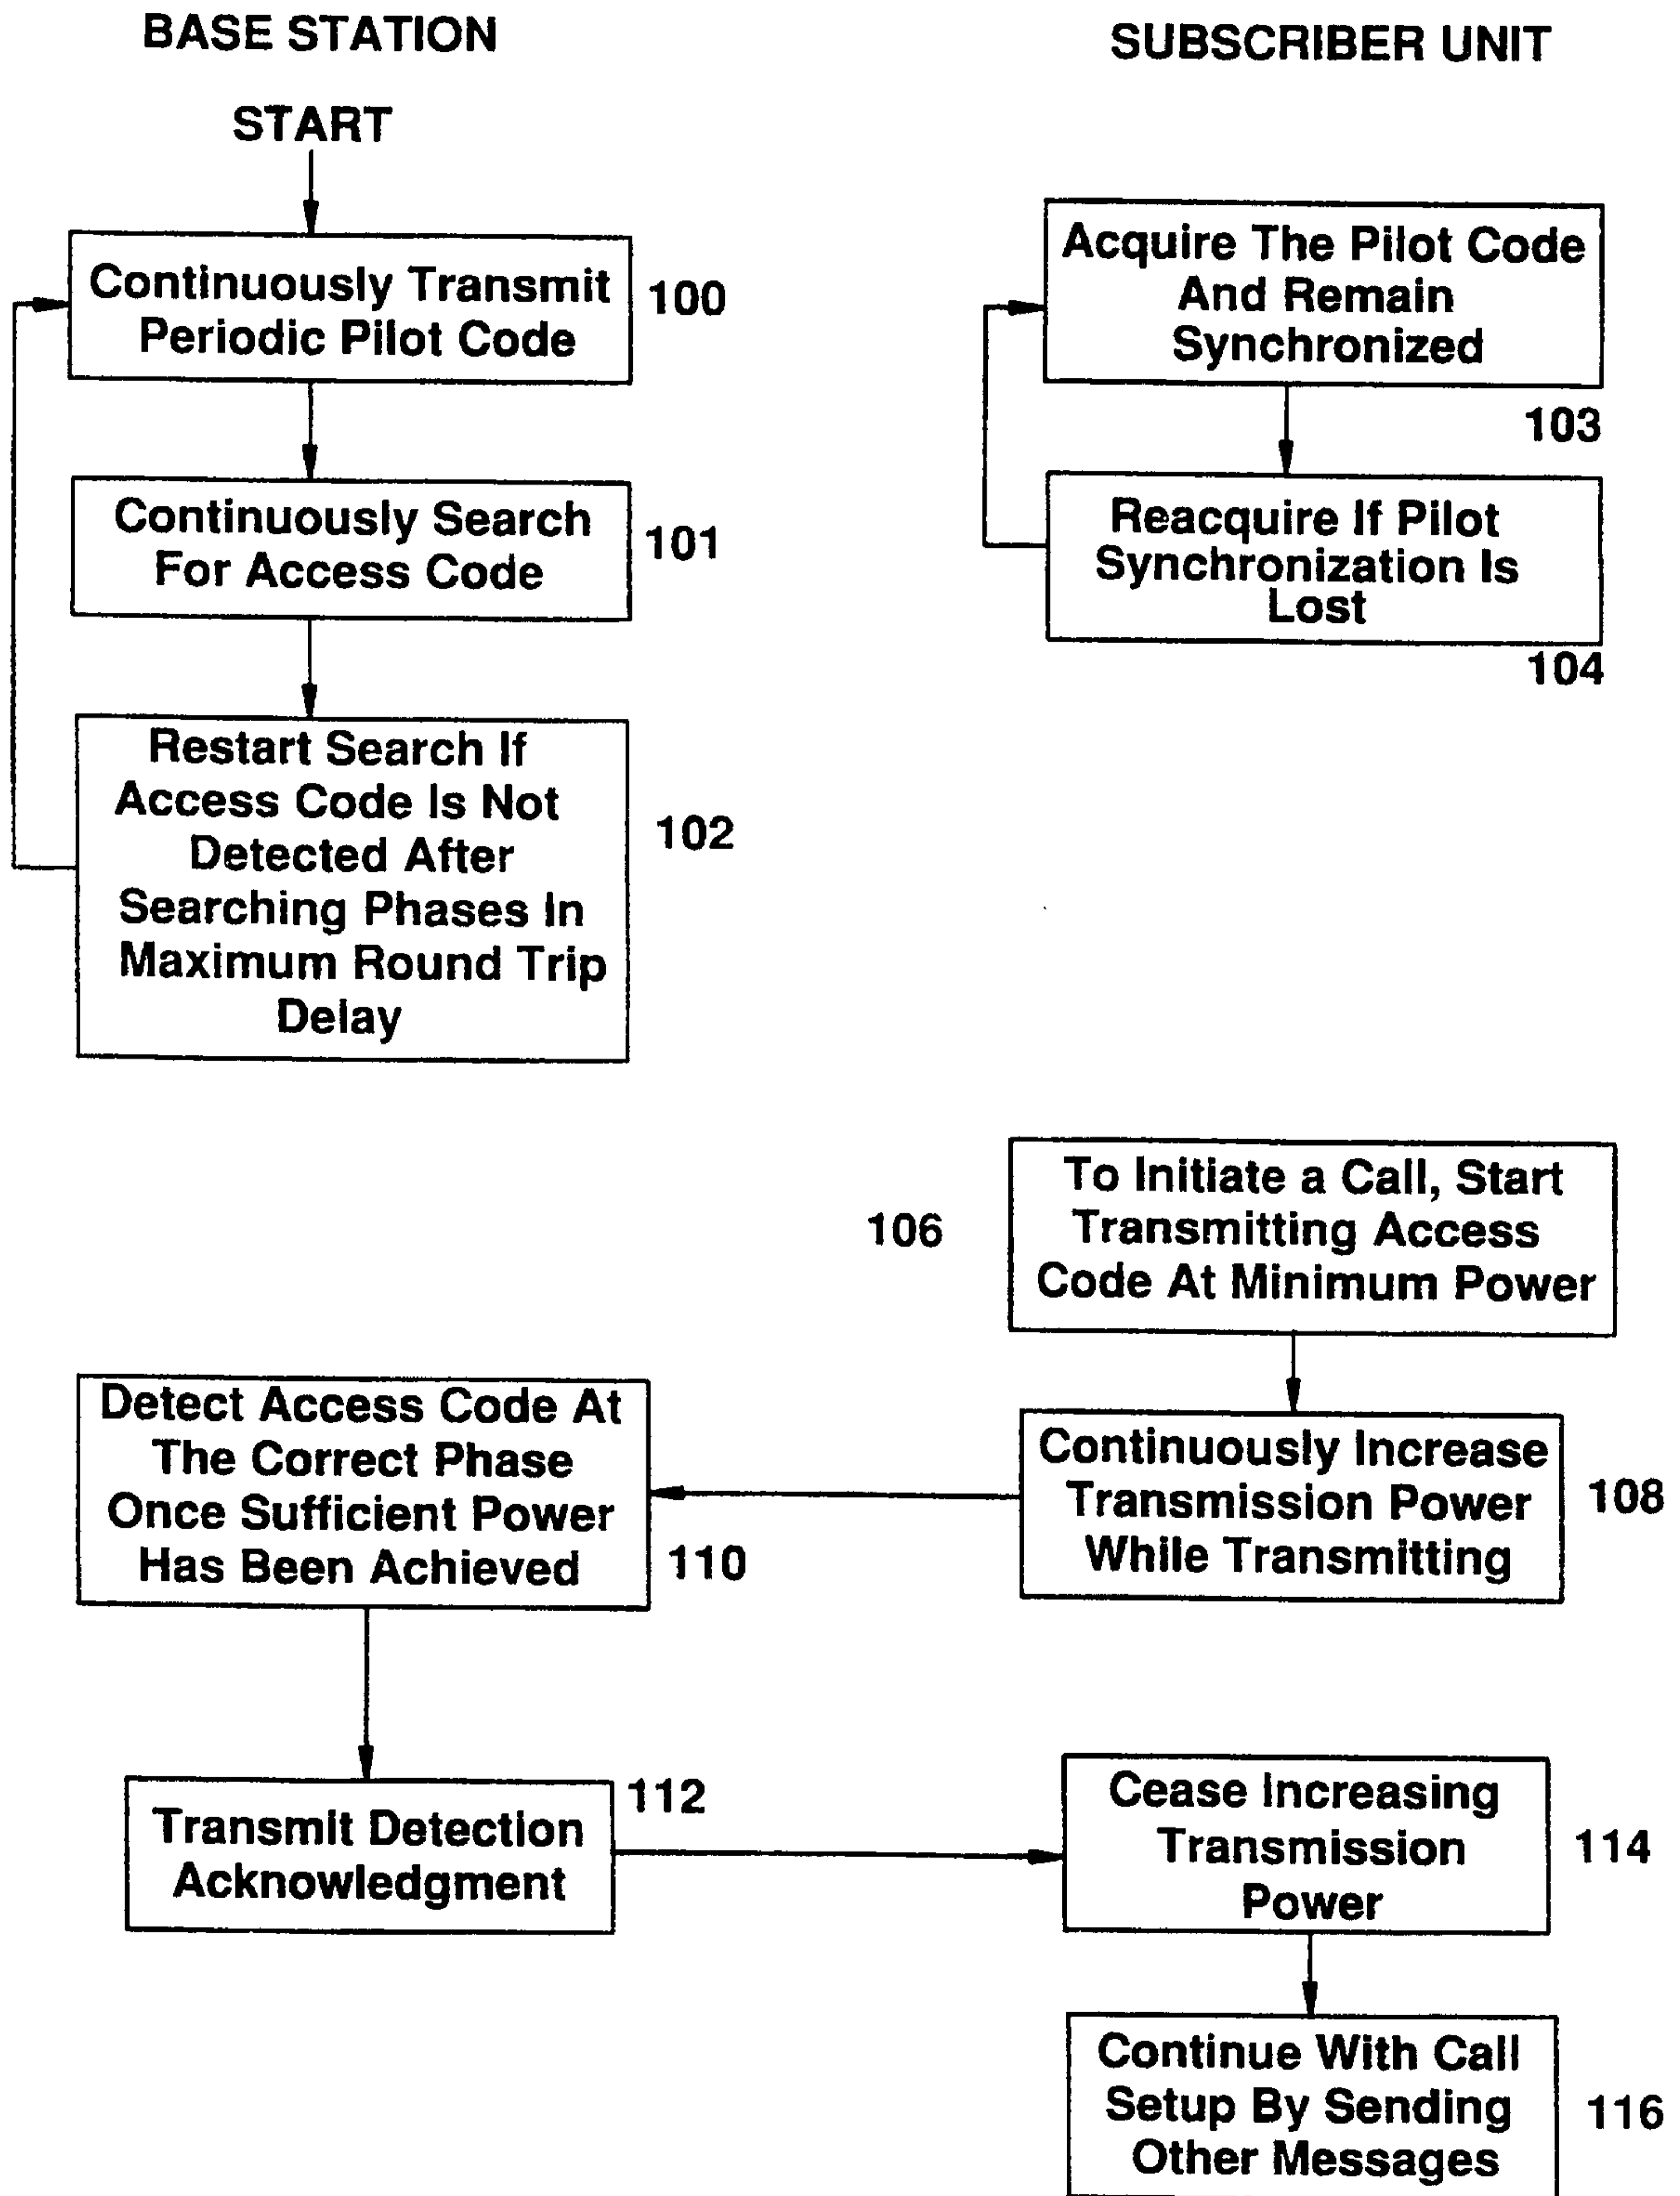 BASE STATION
SUBSCRIBER UNIT
START
Continuously Transmit
Periodic Pilot Code
100
Continuously Search
For Access Code
101
Restart Search If
Access Code Is Not
Detected After
Searching Phases In
Maximum Round Trip
Delay
102
Acquire The Pilot Code
And Remain
Synchronized
103
Reacquire If Pilot
Synchronization Is
Lost
104
106
To Initiate a Call, Start
Transmitting Access
Code At Minimum Power
Continuously Increase
Transmission Power
While Transmitting
108
Detect Access Code At
The Correct Phase
Once Sufficient Power
Has Been Achieved
110
112
Transmit Detection
Acknowledgment
Cease Increasing
Transmission
Power
114
Continue With Call
Setup By Sending
Other Messages
116